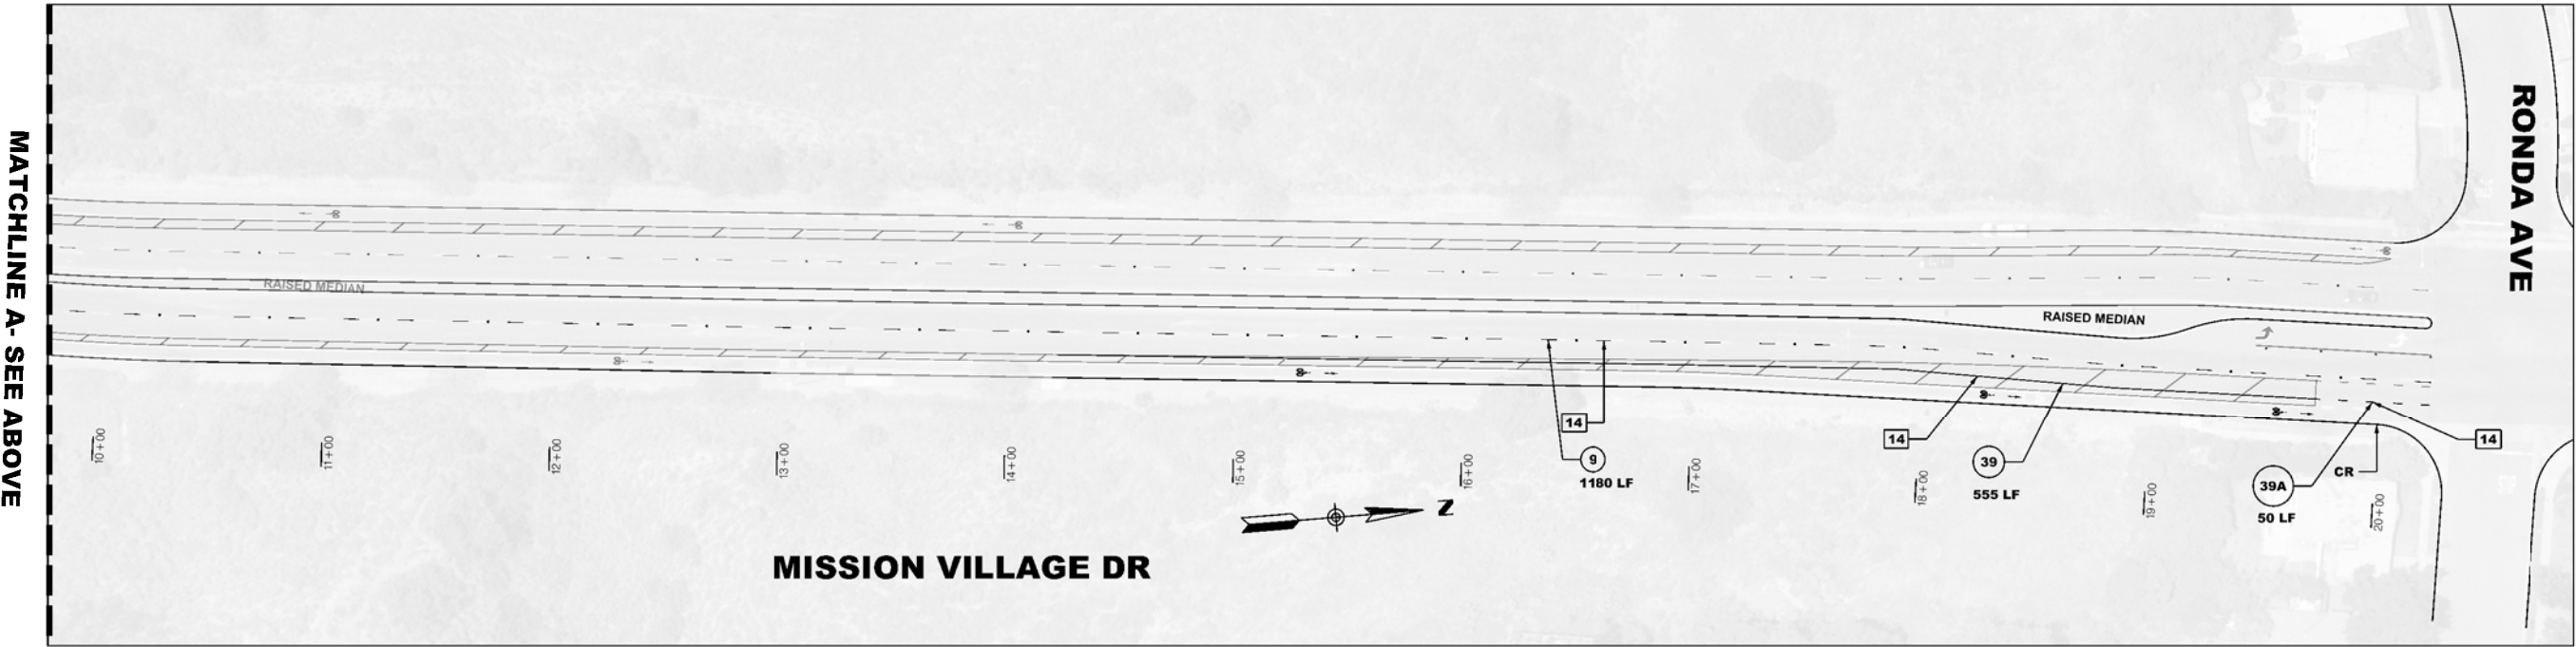 MATCHLINE A- SEE ABOVE
RAISED MEDIAN
RAISED MEDIAN
RONDA AVE
10+00
11+00
12+00
13+00
14+00
15+00
16+00
17+00
18+00
19+00
20+00
14
9
1180 LF
14
39
555 LF
39A
50 LF
CR
14
N
MISSION VILLAGE DR